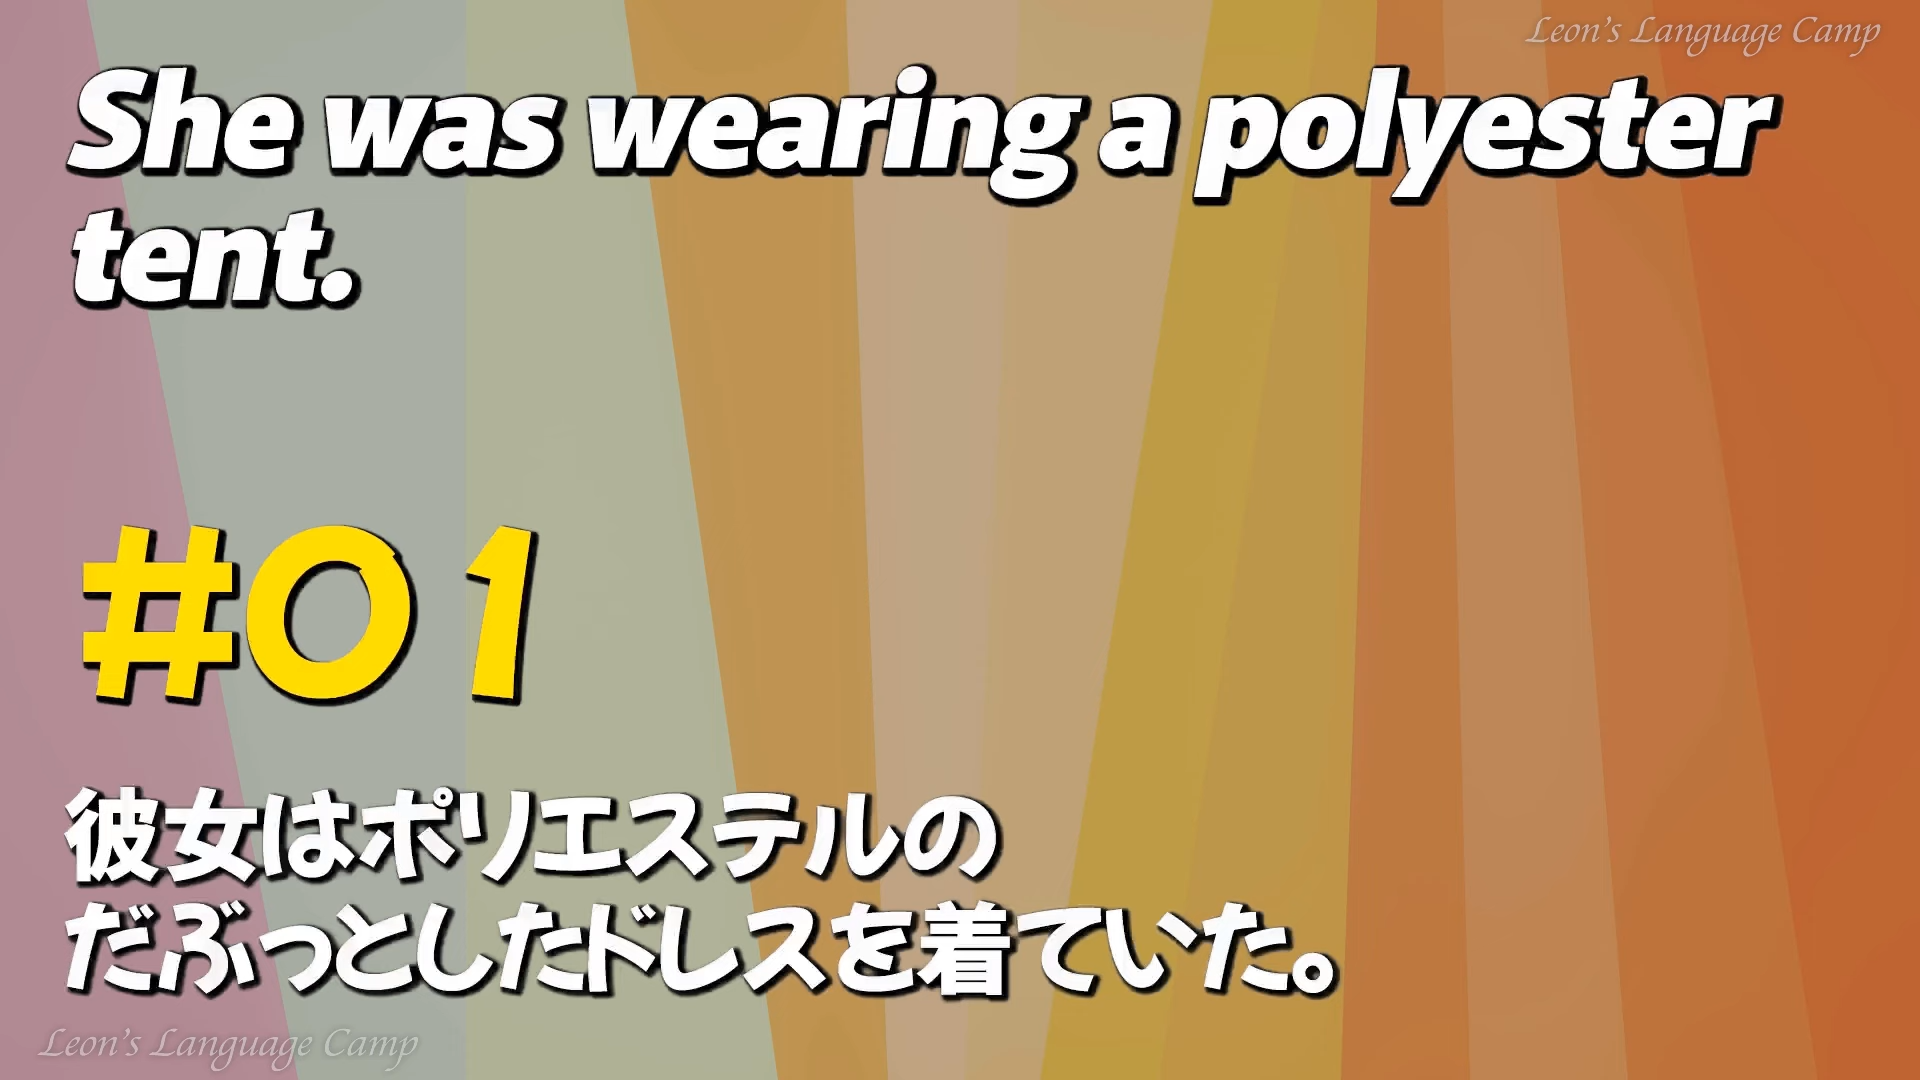 Leon's Language Camp
She was wearing a polyester
tent.
#01
彼女はポリエステルの
だぶっとしたドレスを着ていた。
Leon's Language Camp